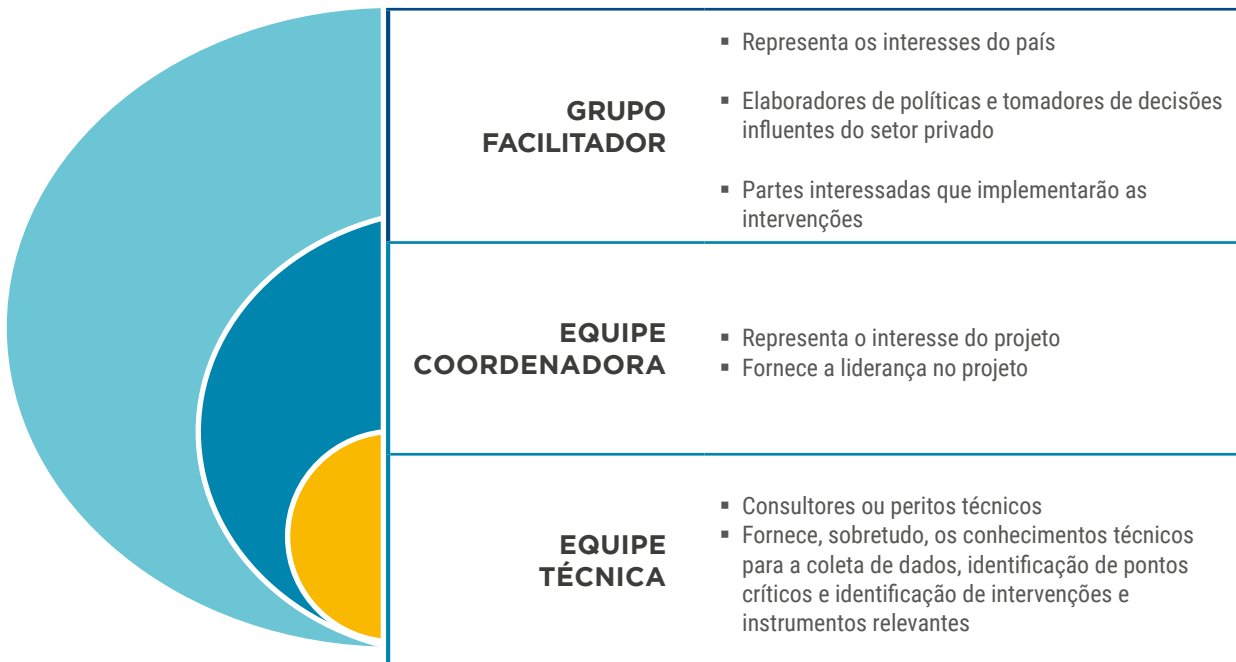 GRUPO
FACILITADOR
▪ Representa os interesses do país
▪ Elaboradores de políticas e tomadores de decisões
influentes do setor privado
▪ Partes interessadas que implementarão as
intervenções
EQUIPE
COORDENADORA
▪ Representa o interesse do projeto
▪ Fornece a liderança no projeto
EQUIPE
TÉCNICA
▪ Consultores ou peritos técnicos
▪ Fornece, sobretudo, os conhecimentos técnicos
para a coleta de dados, identificação de pontos
críticos e identificação de intervenções e
instrumentos relevantes